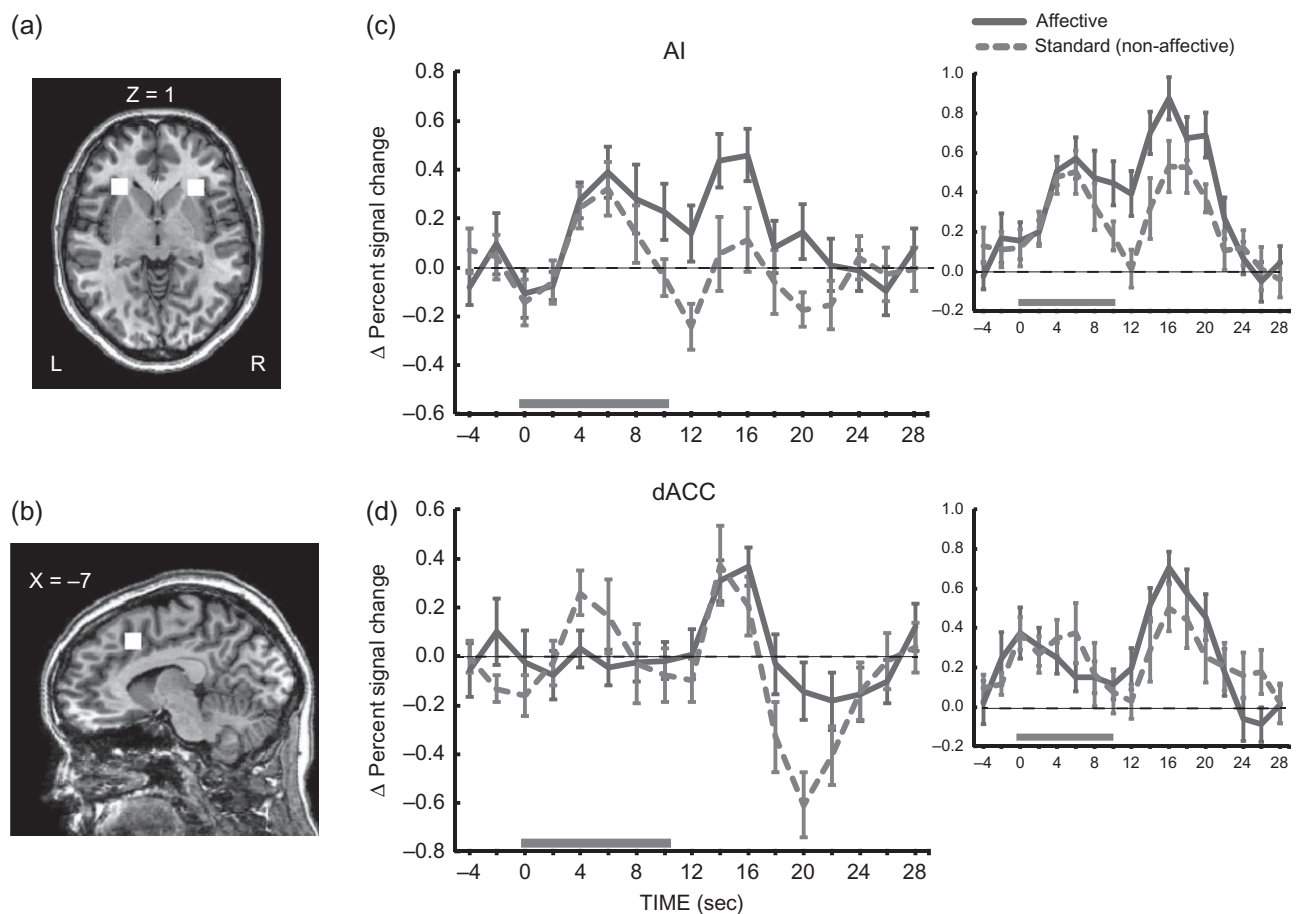 (a)
Z = 1
L R
(b)
X = –7
(c)
AI
Affective
Standard (non-affective)
Δ Percent signal change
0.8
0.6
0.4
0.2
0.0
–0.2
–0.4
–0.6
–4 0 4 8 12 16 20 24 28
1.0
0.8
0.6
0.4
0.2
0.0
–0.2
–4 0 4 8 12 16 20 24 28
(d)
dACC
Δ Percent signal change
0.6
0.4
0.2
0.0
–0.2
–0.4
–0.6
–0.8
–4 0 4 8 12 16 20 24 28
TIME (sec)
1.0
0.8
0.6
0.4
0.2
0.0
–0.2
–4 0 4 8 12 16 20 24 28